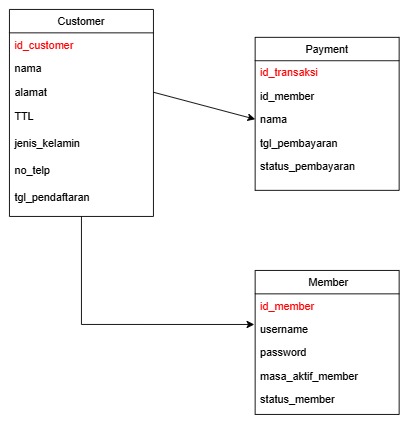 Customer
id_customer
nama
alamat
TTL
jenis_kelamin
no_telp
tgl_pendaftaran
Payment
id_transaksi
id_member
nama
tgl_pembayaran
status_pembayaran
Member
id_member
username
password
masa_aktif_member
status_member